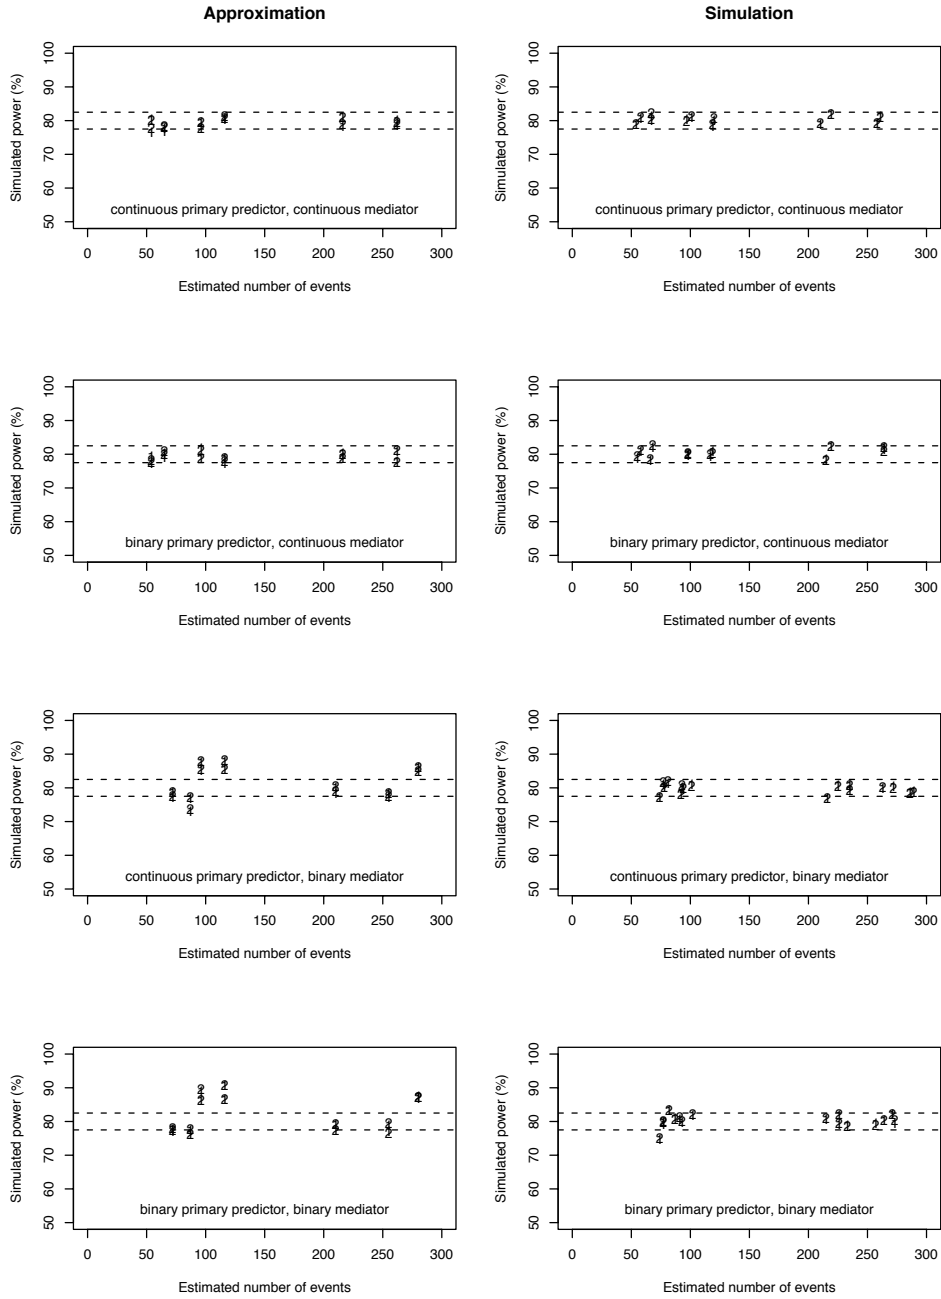 Approximation
Simulation
Simulated power (%)
100
90
80
70
60
50
continuous primary predictor, continuous mediator
0 50 100 150 200 250 300
Estimated number of events
Simulated power (%)
100
90
80
70
60
50
continuous primary predictor, continuous mediator
0 50 100 150 200 250 300
Estimated number of events
Simulated power (%)
100
90
80
70
60
50
binary primary predictor, continuous mediator
0 50 100 150 200 250 300
Estimated number of events
Simulated power (%)
100
90
80
70
60
50
binary primary predictor, continuous mediator
0 50 100 150 200 250 300
Estimated number of events
Simulated power (%)
100
90
80
70
60
50
continuous primary predictor, binary mediator
0 50 100 150 200 250 300
Estimated number of events
Simulated power (%)
100
90
80
70
60
50
continuous primary predictor, binary mediator
0 50 100 150 200 250 300
Estimated number of events
Simulated power (%)
100
90
80
70
60
50
binary primary predictor, binary mediator
0 50 100 150 200 250 300
Estimated number of events
Simulated power (%)
100
90
80
70
60
50
binary primary predictor, binary mediator
0 50 100 150 200 250 300
Estimated number of events